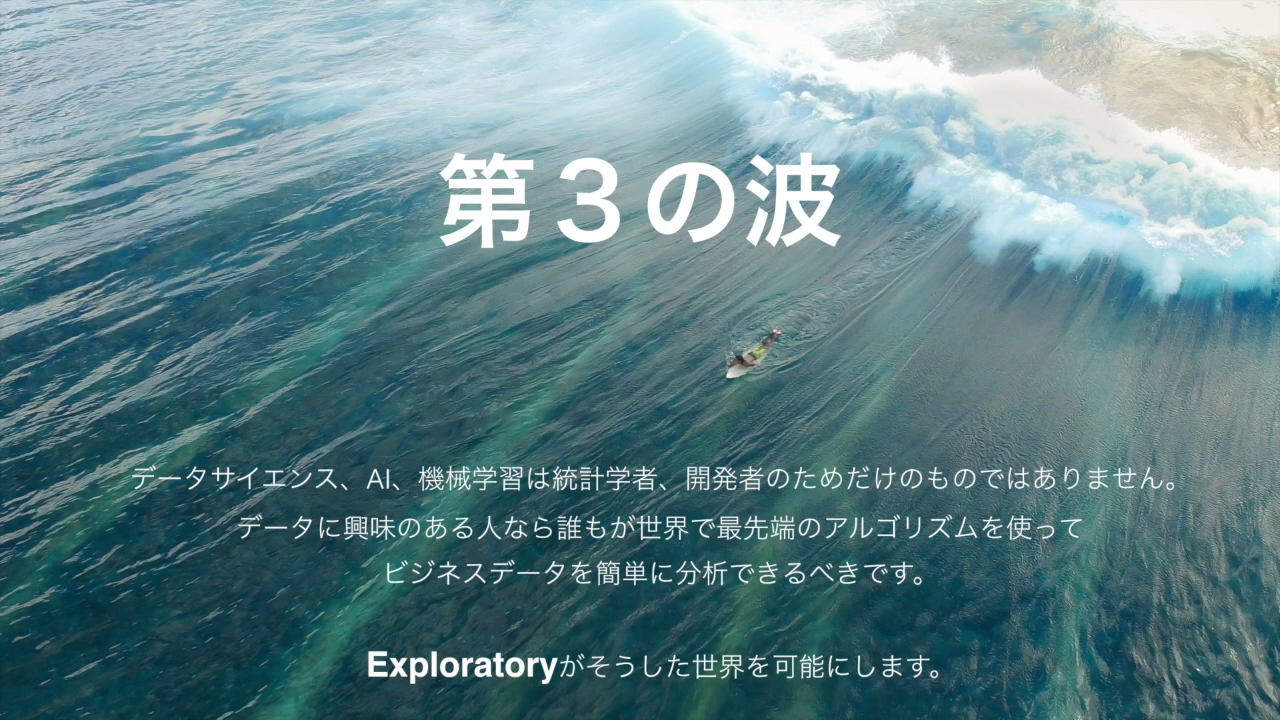 第３の波
データサイエンス、AI、機械学習は統計学者、開発者のためだけのものではありません。
データに興味のある人なら誰もが世界で最先端のアルゴリズムを使って
ビジネスデータを簡単に分析できるべきです。
Exploratoryがそうした世界を可能にします。